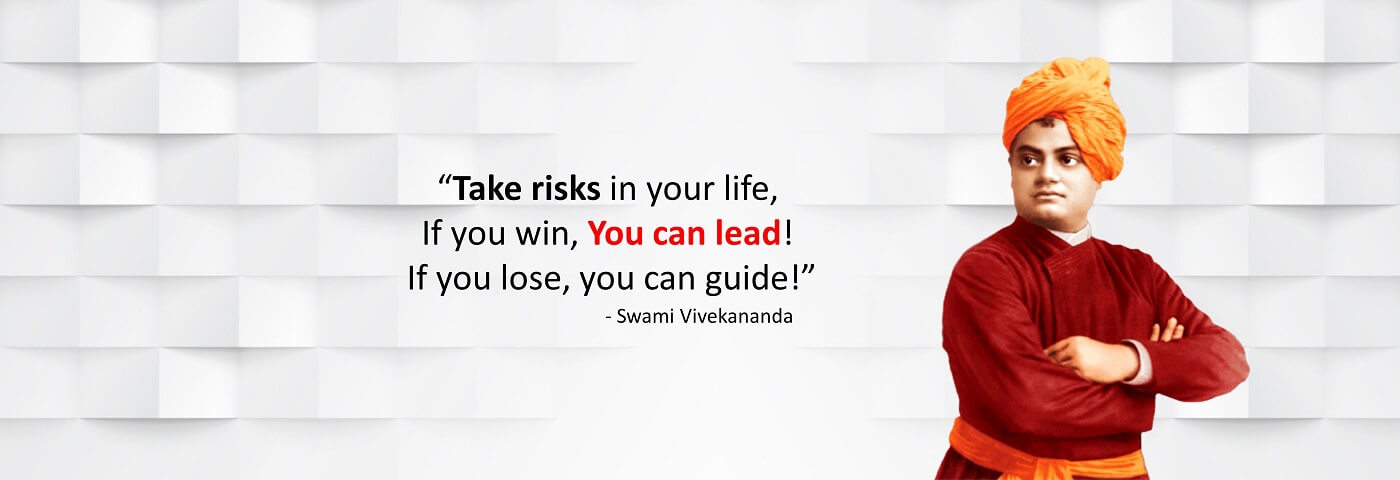 “Take risks in your life,
If you win, You can lead!
If you lose, you can guide!”
- Swami Vivekananda